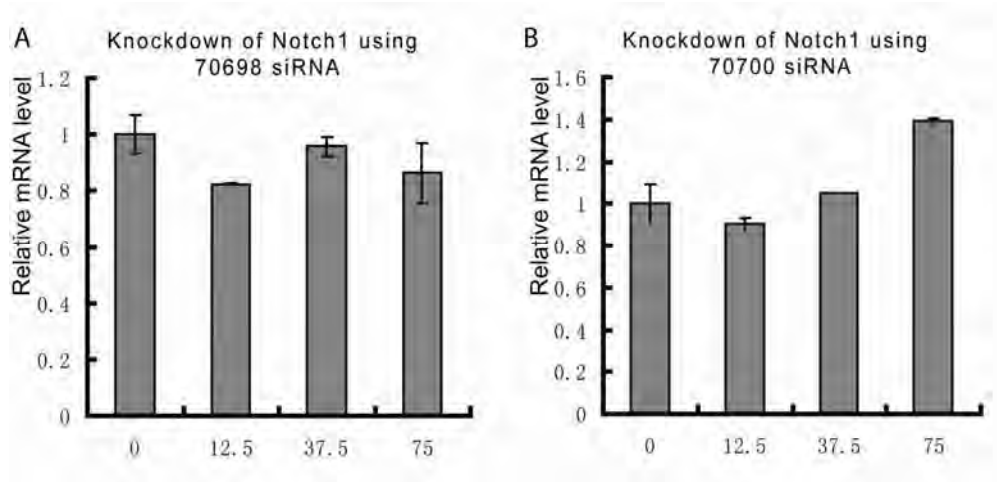 A
Knockdown of Notch1 using
70698 siRNA
Relative mRNA level
1.2
1
0.8
0.6
0.4
0.2
0
0 12.5 37.5 75
B
Knockdown of Notch1 using
70700 siRNA
Relative mRNA level
1.6
1.4
1.2
1
0.8
0.6
0.4
0.2
0
0 12.5 37.5 75